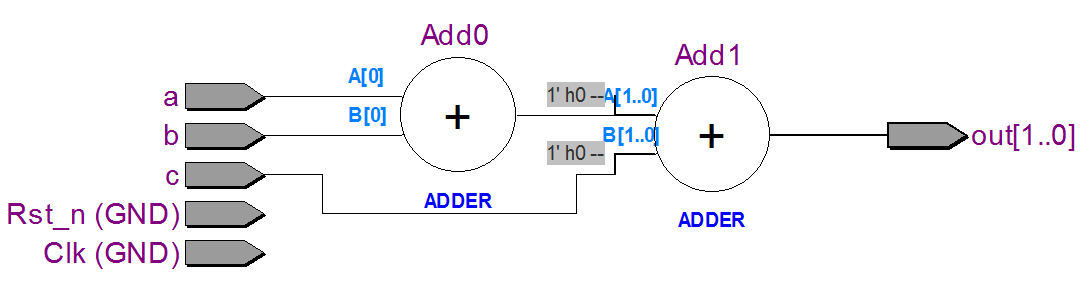 Add0
Add1
a
A[0]
1' h0 --
A[1..0]
b
B[0]
+
B[1..0]
+
out[1..0]
1' h0 --
c
ADDER
ADDER
Rst_n (GND)
Clk (GND)